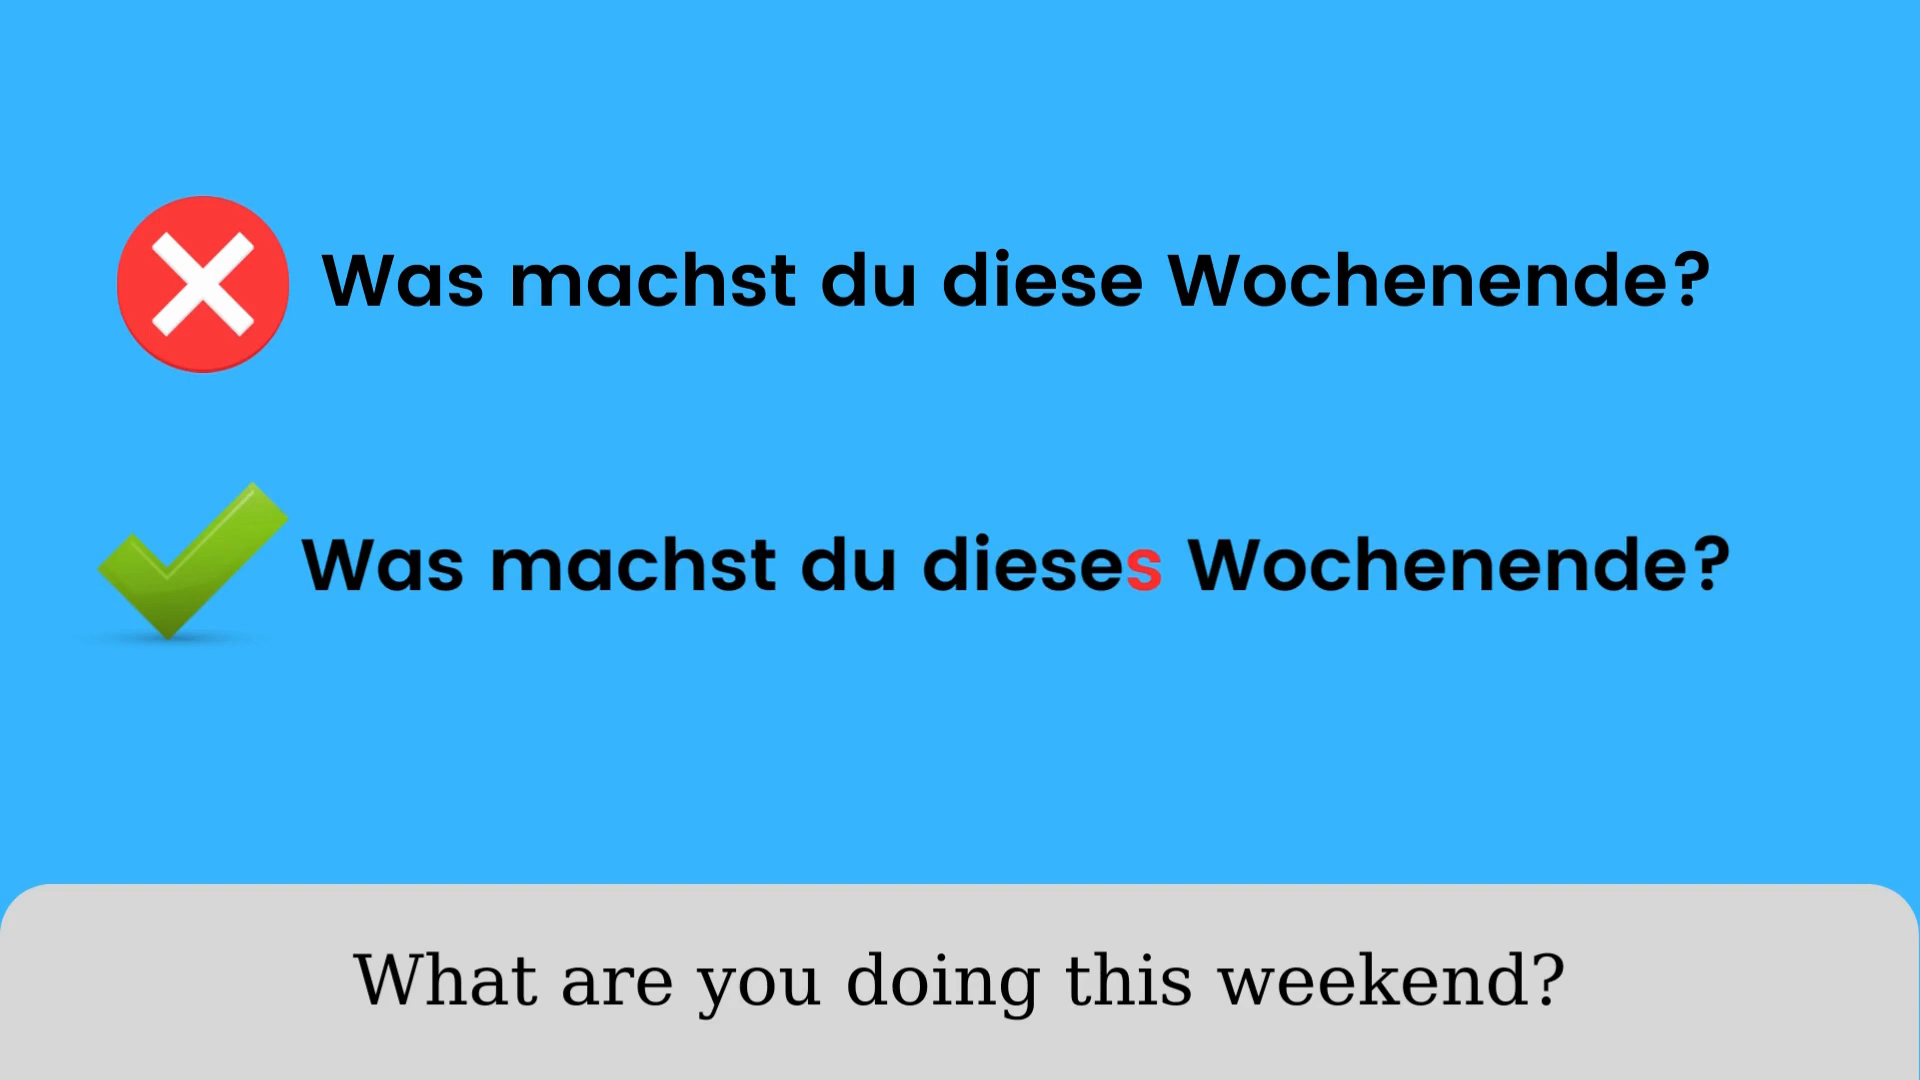 Was machst du diese Wochenende?
Was machst du dieses Wochenende?
What are you doing this weekend?